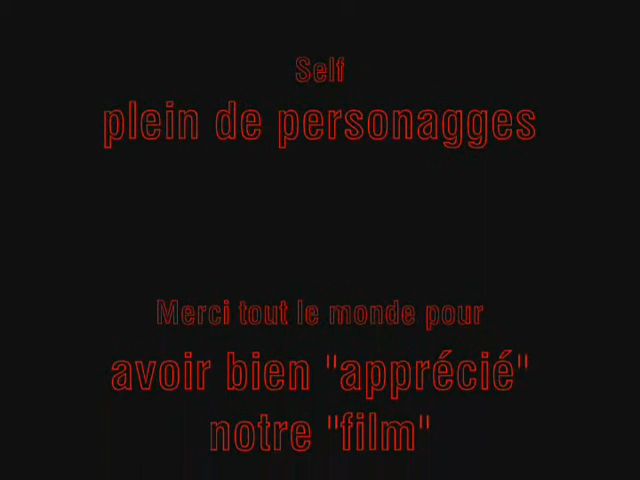 Self
plein de personagges
Merci tout le monde pour
avoir bien "apprécié"
notre "film"